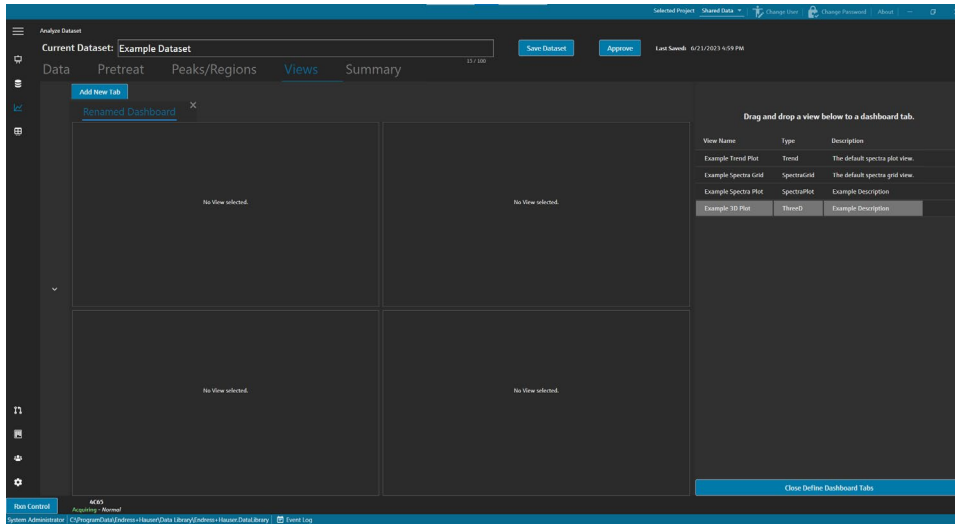 Selected Project Shared Data Change User Change Password About
Analyze Dataset
Current Dataset: Example Dataset Save Dataset Approve Last Saved: 6/21/2023 4:59 PM
15 / 100
Data Pretreat Peaks/Regions Views Summary
Add New Tab
Renamed Dashboard
Drag and drop a view below to a dashboard tab.
View Name Type Description
Example Trend Plot Trend The default spectra plot view.
Example Spectra Grid SpectraGrid The default spectra grid view.
Example Spectra Plot SpectraPlot Example Description
Example 3D Plot ThreeD Example Description
No View selected. No View selected.
No View selected. No View selected.
Close Define Dashboard Tabs
Rxn Control
4C65
Acquiring - Normal
System Administrator C:\ProgramData\Endress+Hauser\Data Library\Endress+Hauser.DataLibrary Event Log